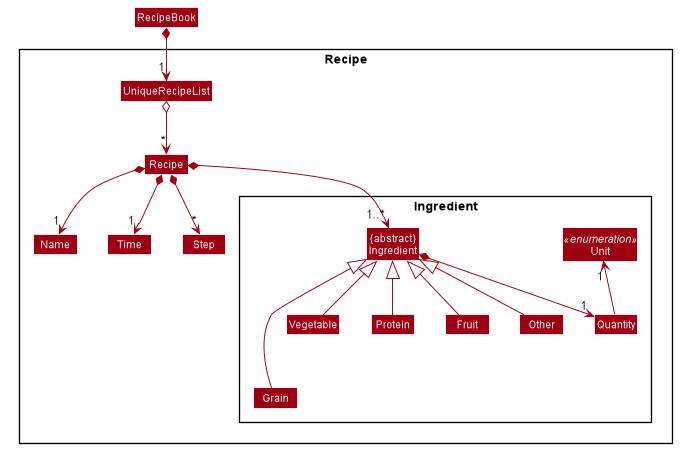 RecipeBook
Recipe
1
UniqueRecipeList
*
Recipe
Ingredient
1
1
*
1..*
Name
Time
Step
{abstract}
Ingredient
«enumeration»
Unit
1
1
Vegetable
Protein
Fruit
Other
Quantity
Grain